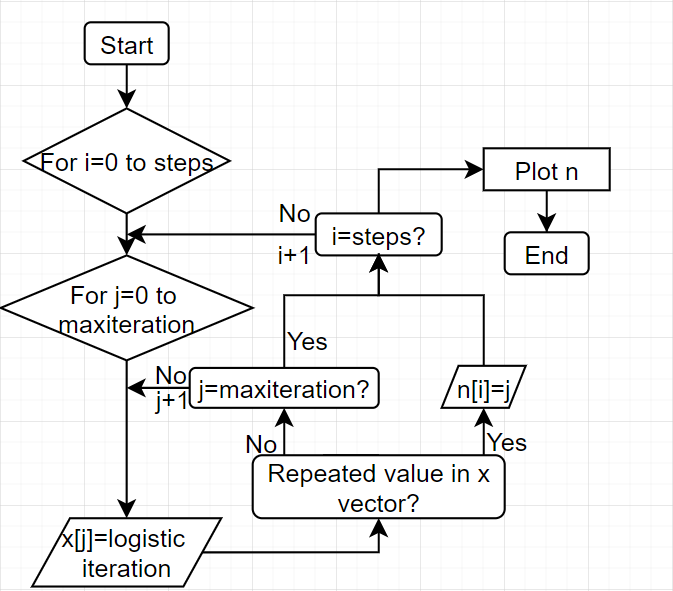 Start
For i=0 to steps
Plot n
No
i=steps?
i+1
End
For j=0 to
maxiteration
Yes
No
j+1
j=maxiteration?
n[i]=j
No
Yes
Repeated value in x
vector?
x[j]=logistic
iteration